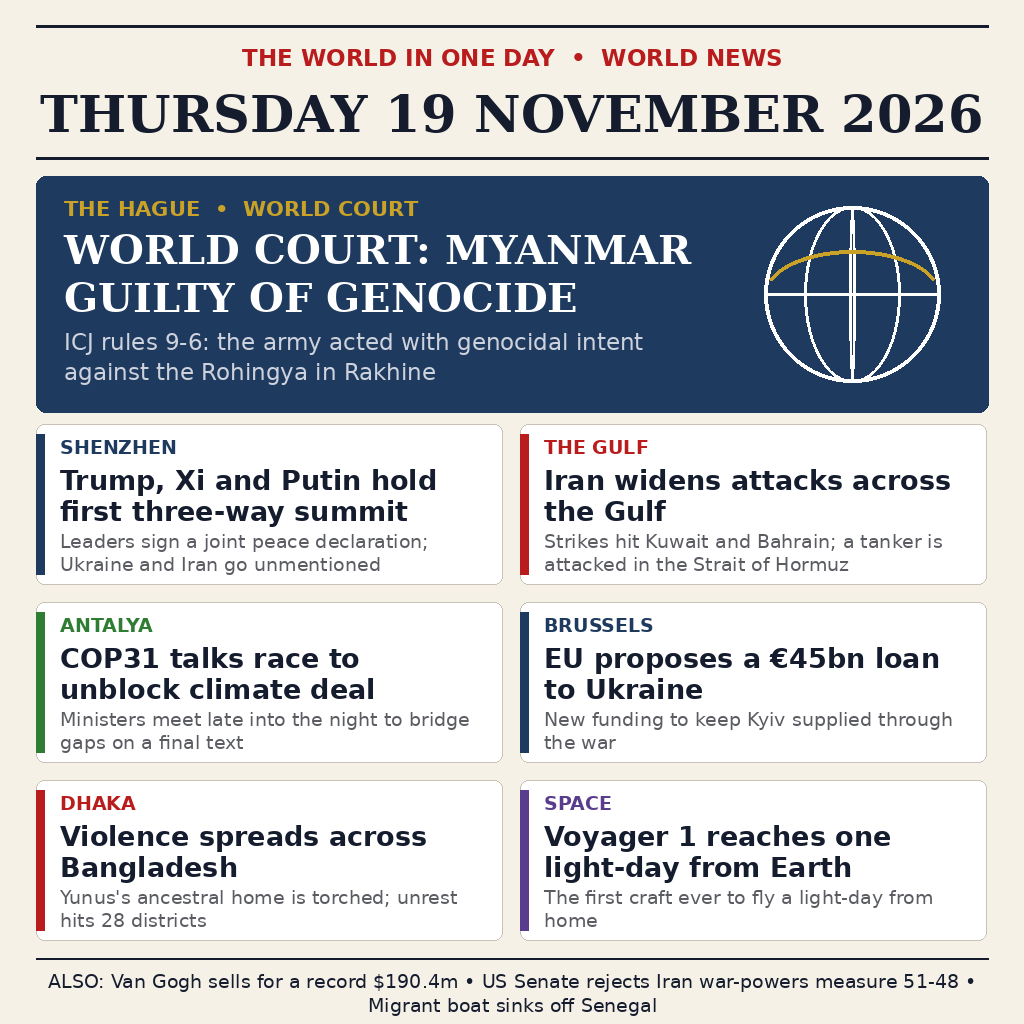 THE WORLD IN ONE DAY • WORLD NEWS
THURSDAY 19 NOVEMBER 2026
THE HAGUE • WORLD COURT
WORLD COURT: MYANMAR
GUILTY OF GENOCIDE
ICJ rules 9-6: the army acted with genocidal intent
against the Rohingya in Rakhine
SHENZHEN
Trump, Xi and Putin hold
first three-way summit
Leaders sign a joint peace declaration;
Ukraine and Iran go unmentioned
THE GULF
Iran widens attacks across
the Gulf
Strikes hit Kuwait and Bahrain; a tanker is
attacked in the Strait of Hormuz
ANTALYA
COP31 talks race to
unblock climate deal
Ministers meet late into the night to bridge
gaps on a final text
BRUSSELS
EU proposes a €45bn loan
to Ukraine
New funding to keep Kyiv supplied through
the war
DHAKA
Violence spreads across
Bangladesh
Yunus's ancestral home is torched; unrest
hits 28 districts
SPACE
Voyager 1 reaches one
light-day from Earth
The first craft ever to fly a light-day from
home
ALSO: Van Gogh sells for a record $190.4m • US Senate rejects Iran war-powers measure 51-48 •
Migrant boat sinks off Senegal